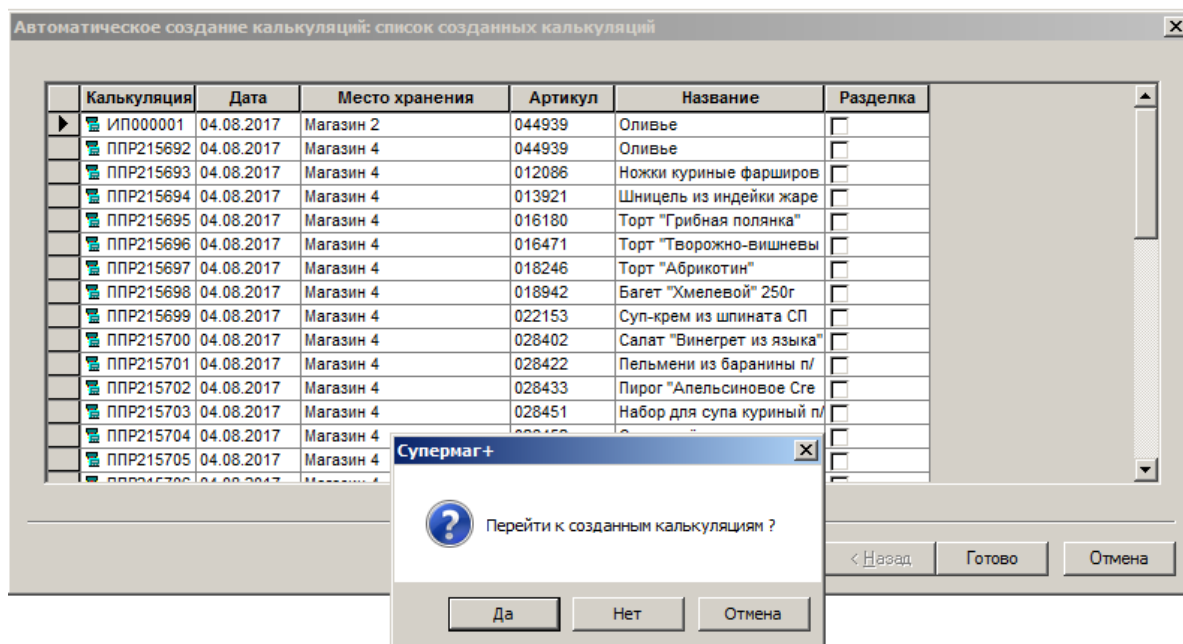 Автоматическое создание калькуляций: список созданных калькуляций
Калькуляция Дата Место хранения Артикул Название Разделка
ИП000001 04.08.2017 Магазин 2 044939 Оливье
ППР215692 04.08.2017 Магазин 4 044939 Оливье
ППР215693 04.08.2017 Магазин 4 012086 Ножки куриные фарширов
ППР215694 04.08.2017 Магазин 4 013921 Шницель из индейки жаре
ППР215695 04.08.2017 Магазин 4 016180 Торт "Грибная полянка"
ППР215696 04.08.2017 Магазин 4 016471 Торт "Творожно-вишневы
ППР215697 04.08.2017 Магазин 4 018246 Торт "Абрикотин"
ППР215698 04.08.2017 Магазин 4 018942 Багет "Хмелевой" 250г
ППР215699 04.08.2017 Магазин 4 022153 Суп-крем из шпината СП
ППР215700 04.08.2017 Магазин 4 028402 Салат "Винегрет из языка"
ППР215701 04.08.2017 Магазин 4 028422 Пельмени из баранины п/
ППР215702 04.08.2017 Магазин 4 028433 Пирог "Апельсиновое Сге
ППР215703 04.08.2017 Магазин 4 028451 Набор для супа куриный п/
ППР215704 04.08.2017 Магазин 4
ППР215705 04.08.2017 Магазин 4
Супермаг+
Перейти к созданным калькуляциям ?
< Назад Готово Отмена
Да Нет Отмена